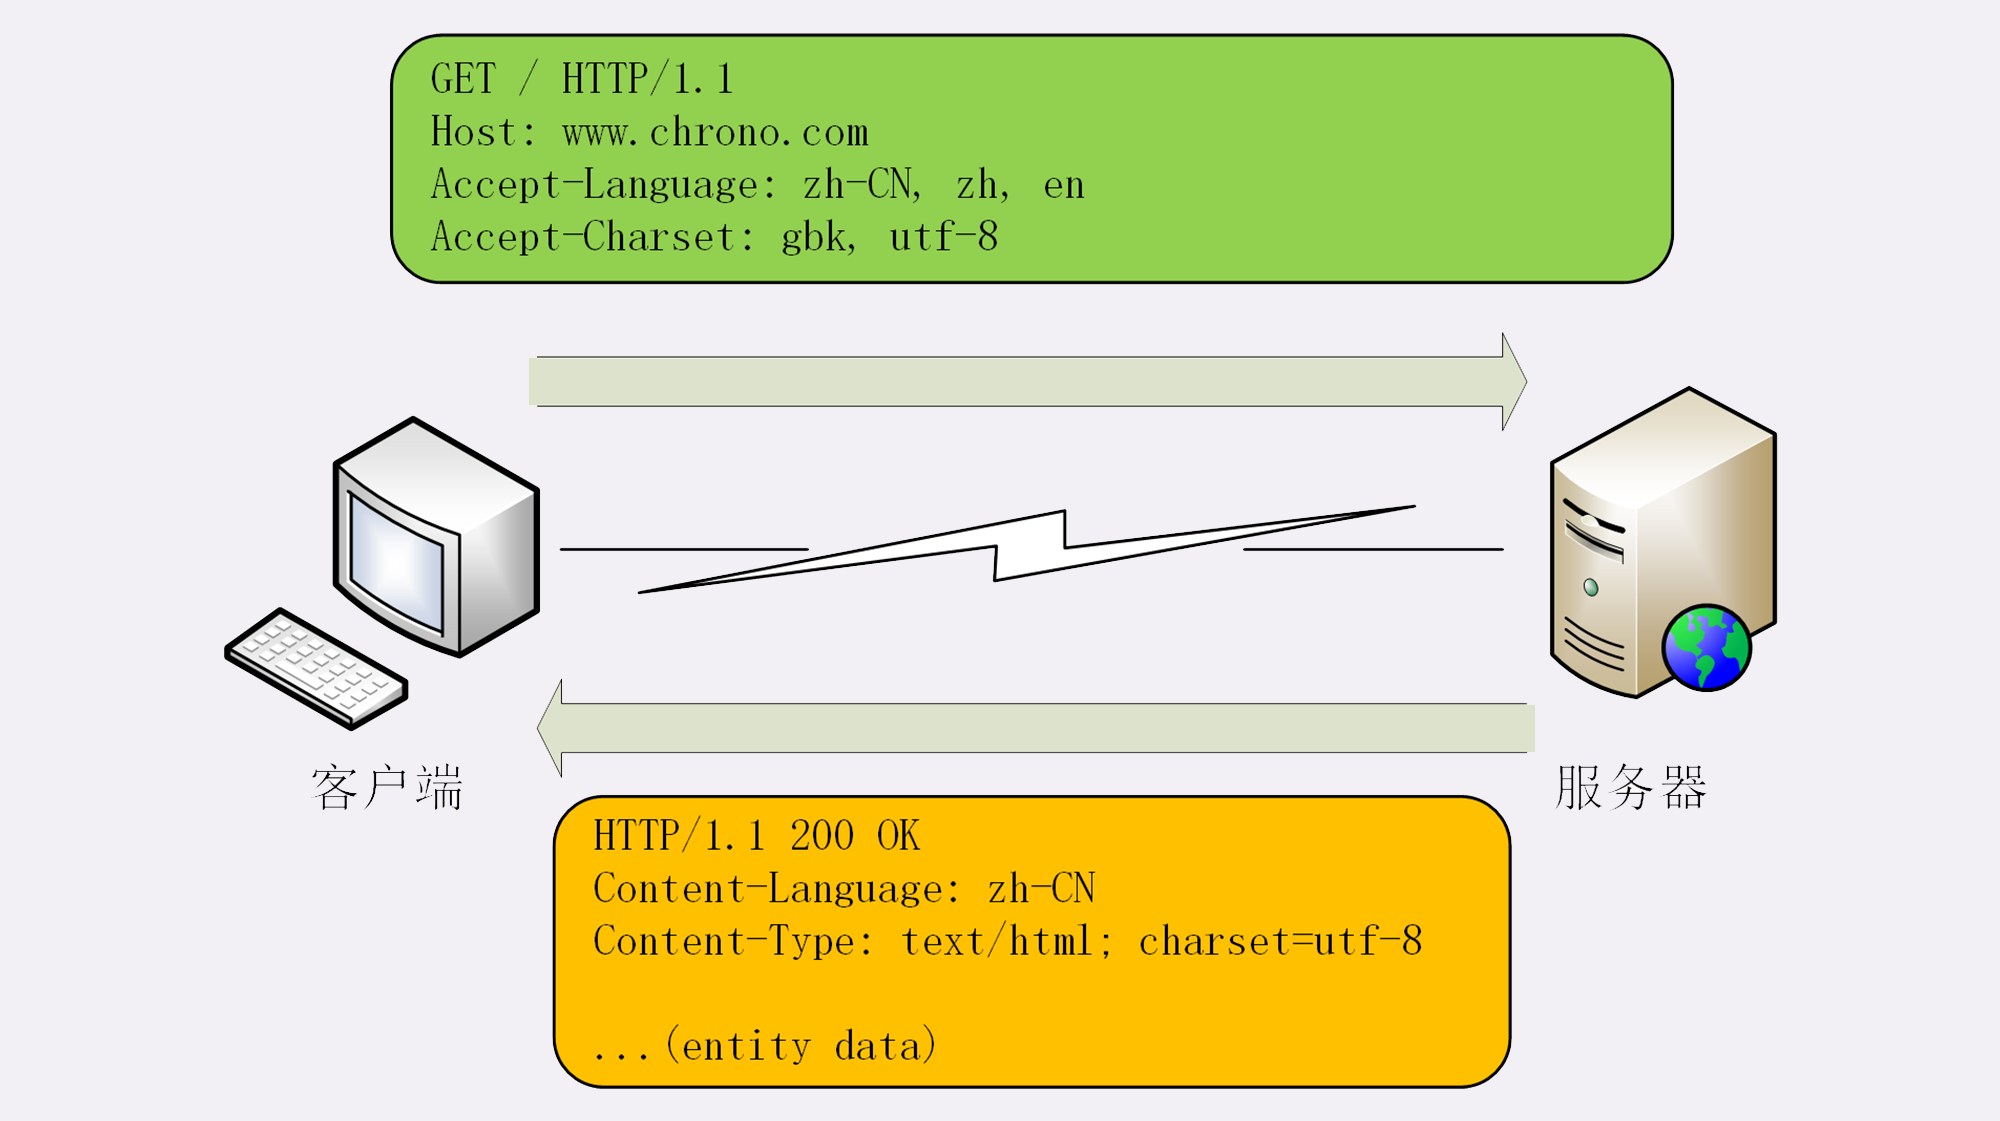 GET / HTTP/1.1
Host: www.chrono.com
Accept-Language: zh-CN, zh, en
Accept-Charset: gbk, utf-8
客户端
服务器
HTTP/1.1 200 OK
Content-Language: zh-CN
Content-Type: text/html; charset=utf-8
...(entity data)